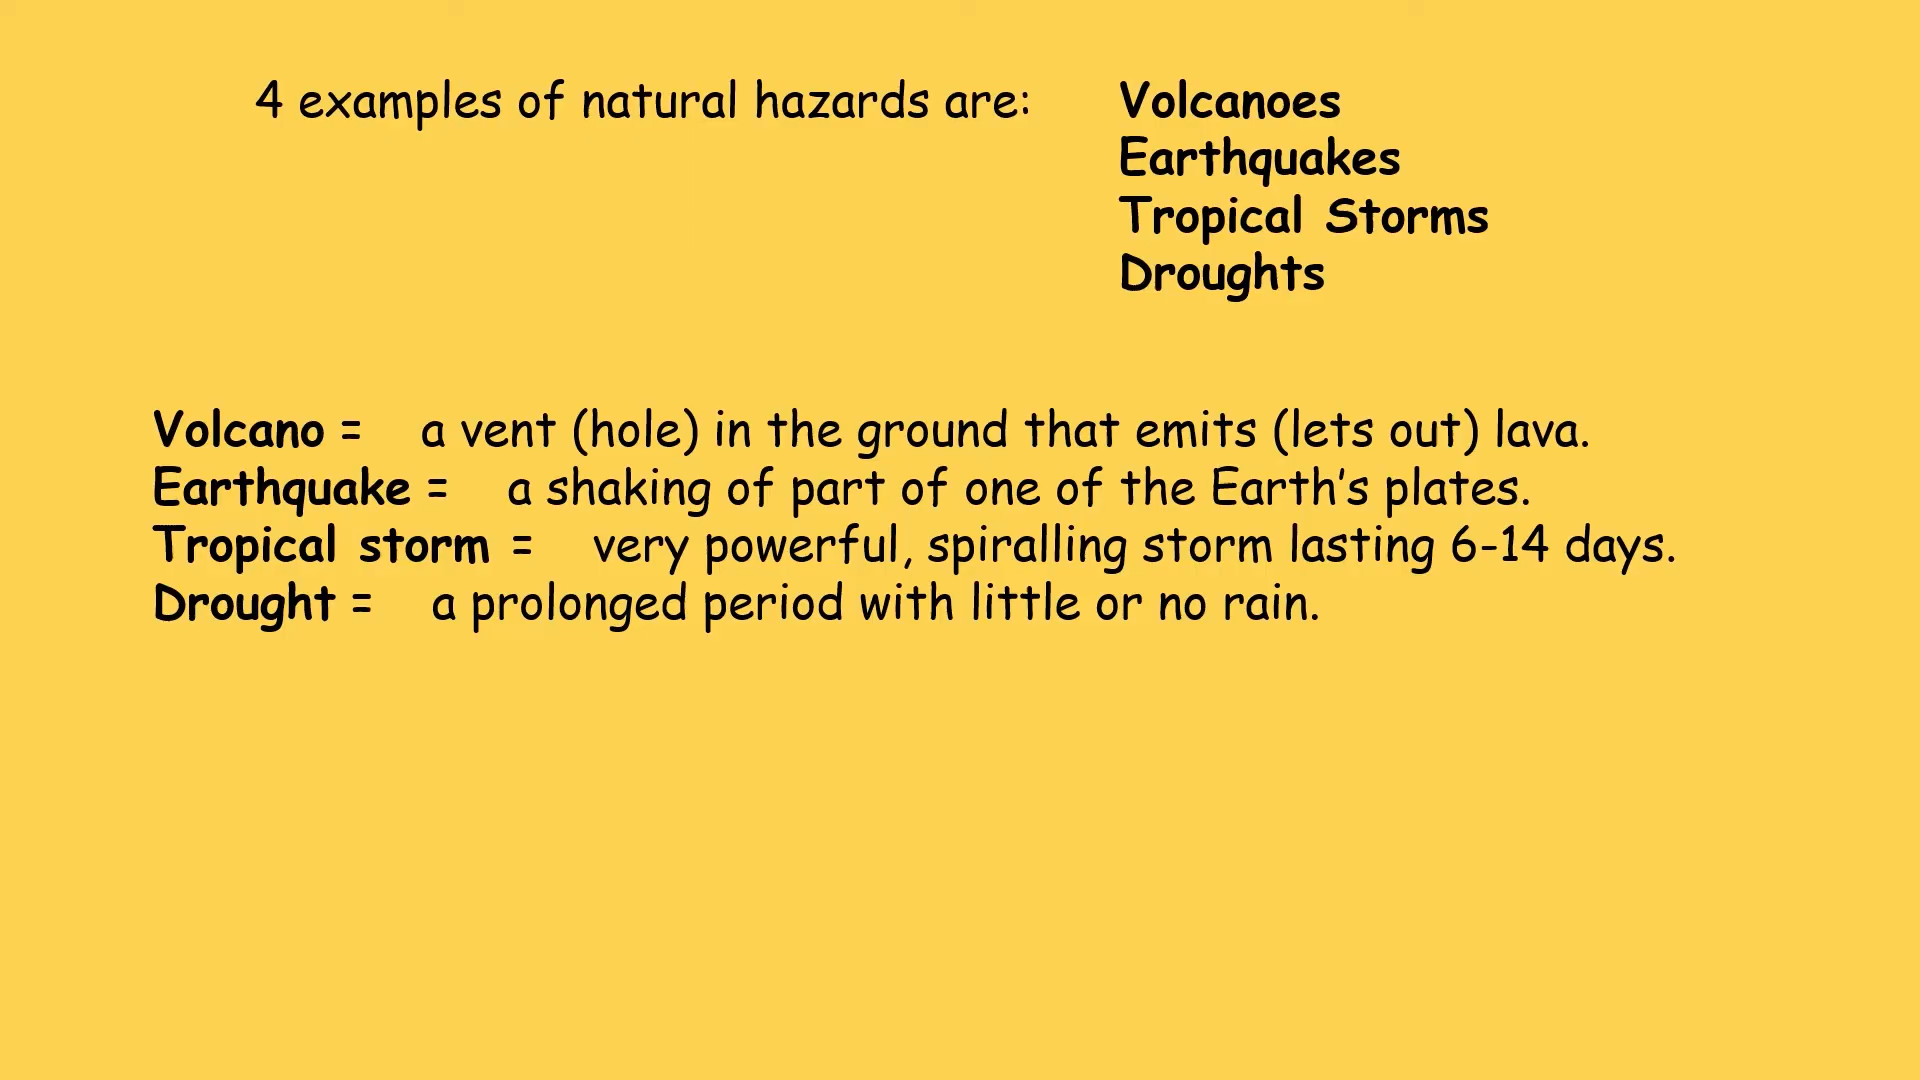 4 examples of natural hazards are: Volcanoes
Earthquakes
Tropical Storms
Droughts
Volcano = a vent (hole) in the ground that emits (lets out) lava.
Earthquake = a shaking of part of one of the Earth’s plates.
Tropical storm = very powerful, spiralling storm lasting 6-14 days.
Drought = a prolonged period with little or no rain.